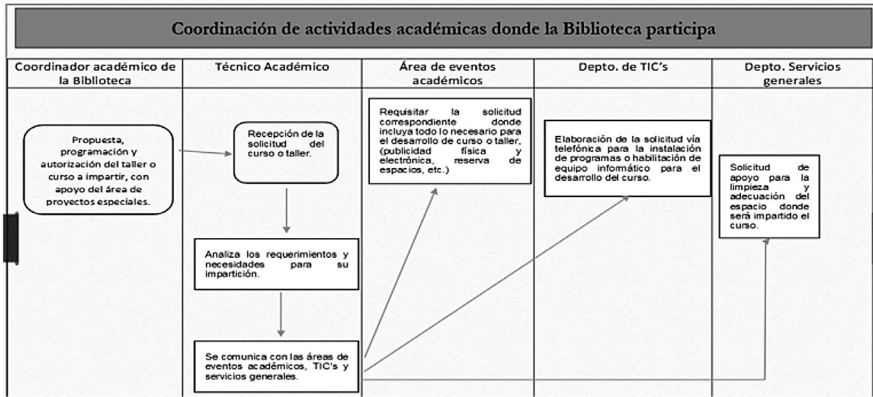 Coordinación de actividades académicas donde la Biblioteca participa
Coordinador académico de
la Biblioteca
Técnico Académico
Área de eventos
académicos
Depto. de TIC's
Depto. Servicios
generales
Propuesta,
programación y
autorización del taller o
curso a impartir, con
apoyo del área de
proyectos especiales.
Recepción de la
solicitud del
curso o taller.
Analiza los requerimientos y
necesidades para su
impartición.
Se comunica con las áreas de
eventos académicos, TIC's y
servicios generales.
Requisitar la solicitud
correspondiente donde
incluya todo lo necesario para
el desarrollo de curso o taller,
(publicidad física y
electrónica, reserva de
espacios, etc.)
Elaboración de la solicitud vía
telefónica para la instalación
de programas o habilitación de
equipo informático para el
desarrollo del curso.
Solicitud de
apoyo para la
limpieza y
adecuación del
espacio donde
será impartido el
curso.